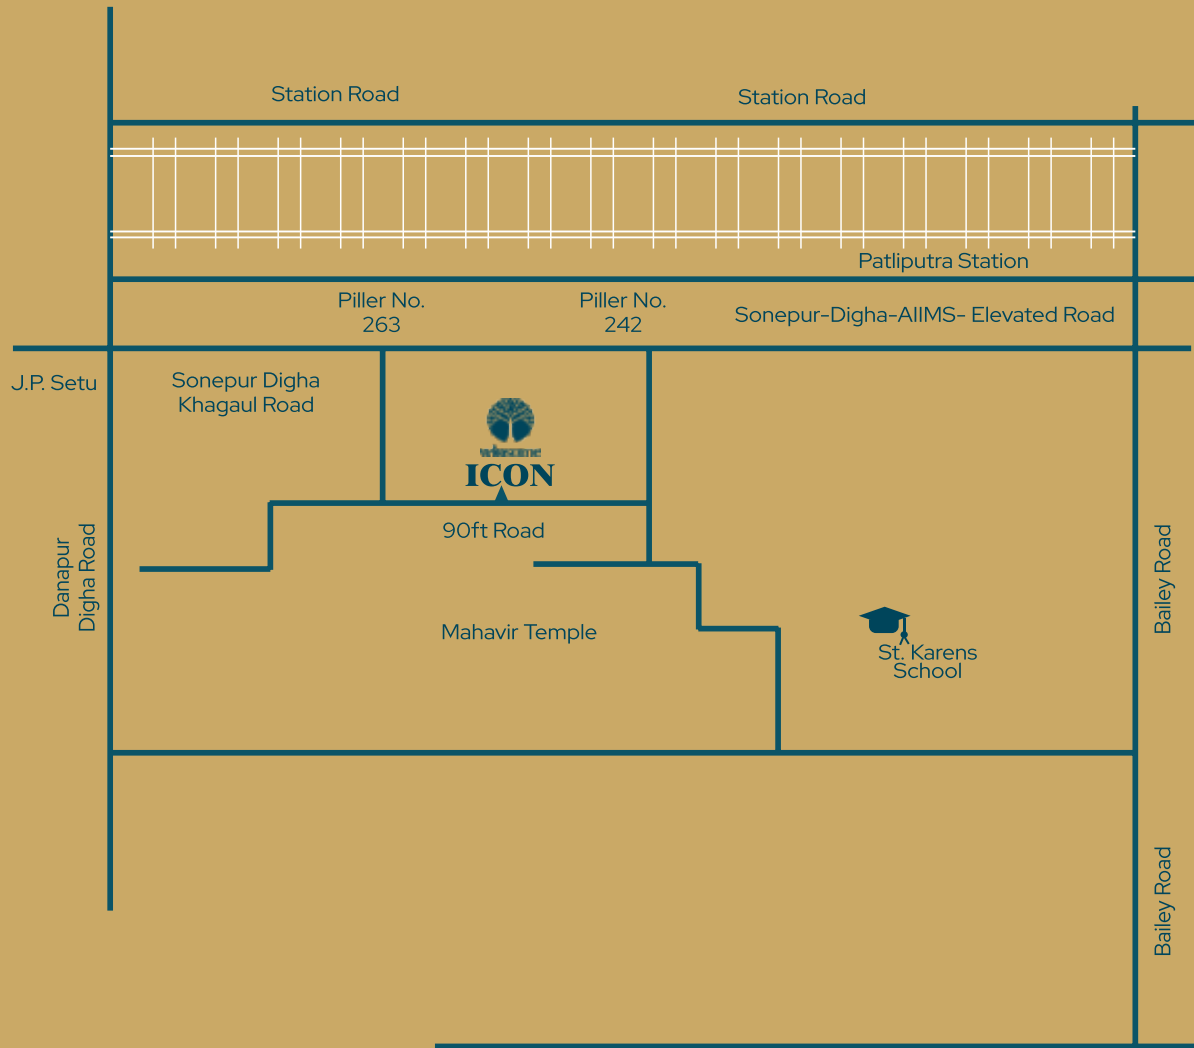 Station Road
Station Road
Patliputra Station
Piller No.
263
Piller No.
242
Sonepur-Digha-AIIMS- Elevated Road
J.P. Setu
Sonepur Digha
Khagaul Road
ICON
90ft Road
Danapur
Digha Road
Mahavir Temple
St. Karens
School
Bailey Road
Bailey Road